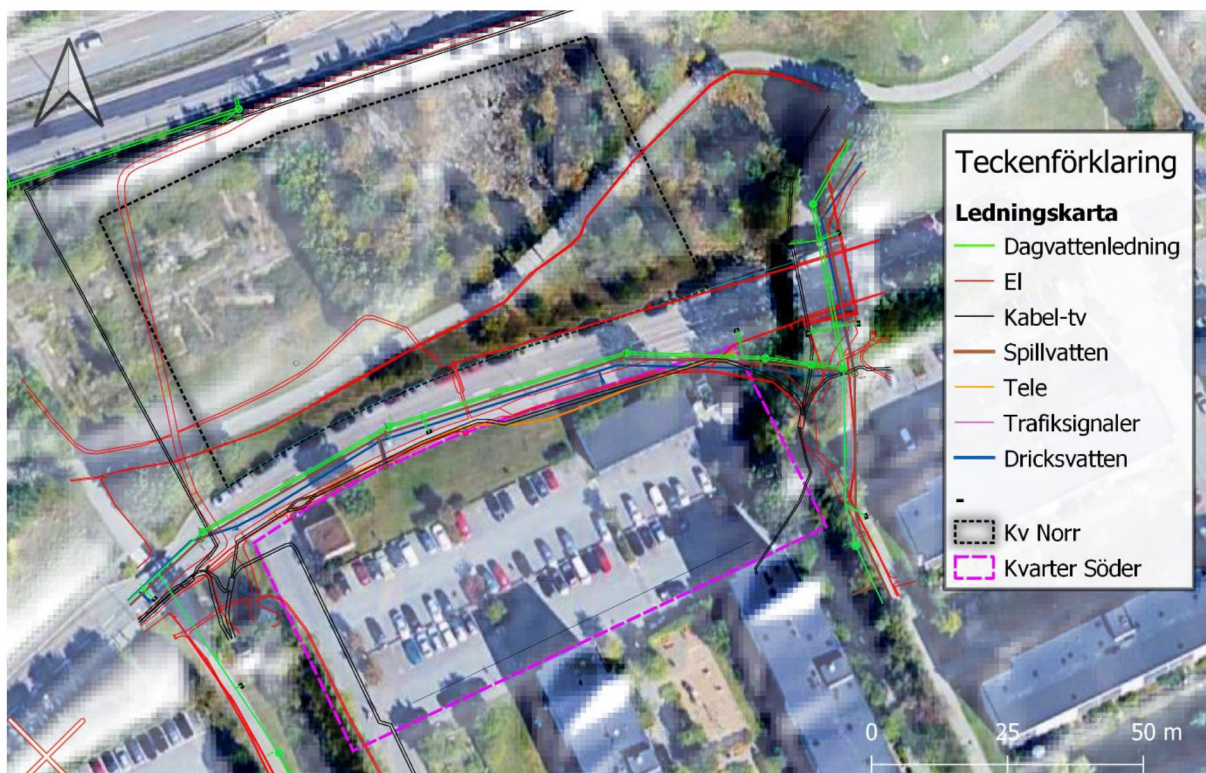 Teckenförklaring
Ledningskarta
Dagvattenledning
El
Kabel-tv
Spillvatten
Tele
Trafiksignaler
Dricksvatten
-
Kv Norr
Kvarter Söder
0 25 50 m